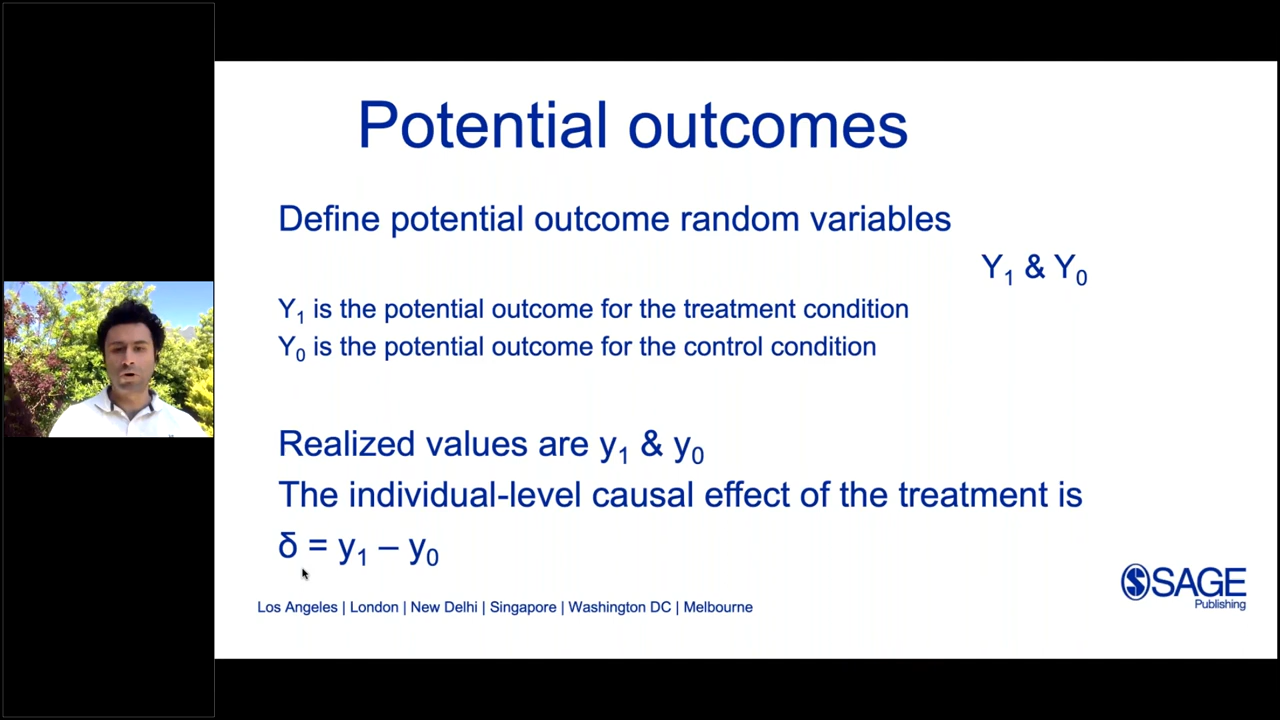 Potential outcomes
Define potential outcome random variables
Y₁ & Y₀
Y₁ is the potential outcome for the treatment condition
Y₀ is the potential outcome for the control condition
Realized values are y₁ & y₀
The individual-level causal effect of the treatment is
δ = y₁ – y₀
Los Angeles | London | New Delhi | Singapore | Washington DC | Melbourne
SAGE
Publishing